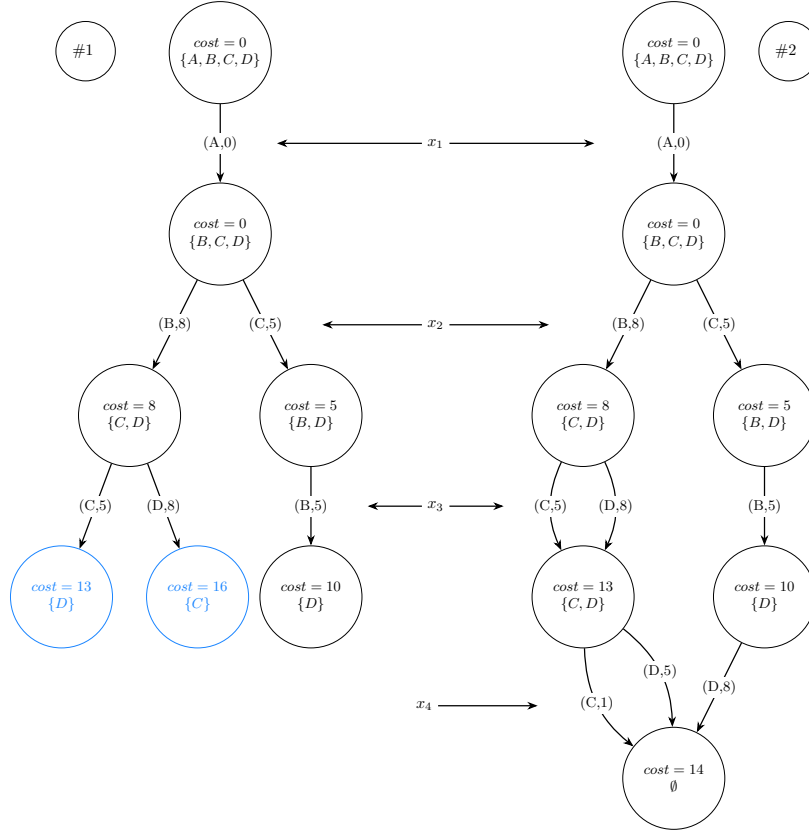 #1
cost = 0
{A, B, C, D}
cost = 0
{A, B, C, D}
#2
(A,0)
x₁
(A,0)
cost = 0
{B, C, D}
cost = 0
{B, C, D}
(B,8)
(C,5)
x₂
(B,8)
(C,5)
cost = 8
{C, D}
cost = 5
{B, D}
cost = 8
{C, D}
cost = 5
{B, D}
(C,5)
(D,8)
(B,5)
x₃
(C,5)
(D,8)
(B,5)
cost = 13
{D}
cost = 16
{C}
cost = 10
{D}
cost = 13
{C, D}
cost = 10
{D}
x₄
(C,1)
(D,5)
(D,8)
cost = 14
∅